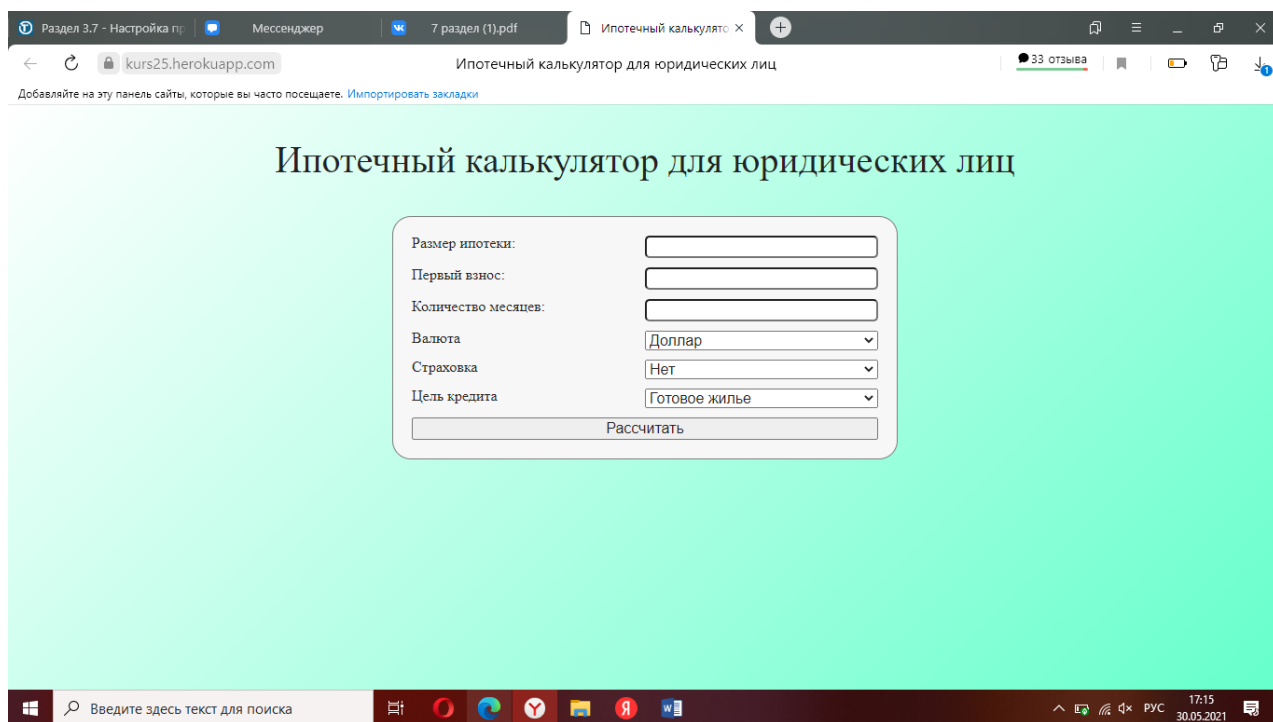 Раздел 3.7 - Настройка пр
Мессенджер
7 раздел (1).pdf
Ипотечный калькулято
kurs25.herokuapp.com
Ипотечный калькулятор для юридических лиц
33 отзыва
Добавляйте на эту панель сайты, которые вы часто посещаете. Импортировать закладки
Ипотечный калькулятор для юридических лиц
Размер ипотеки:
Первый взнос:
Количество месяцев:
Валюта
Доллар
Страховка
Нет
Цель кредита
Готовое жилье
Рассчитать
Введите здесь текст для поиска
РУС
17:15
30.05.2021